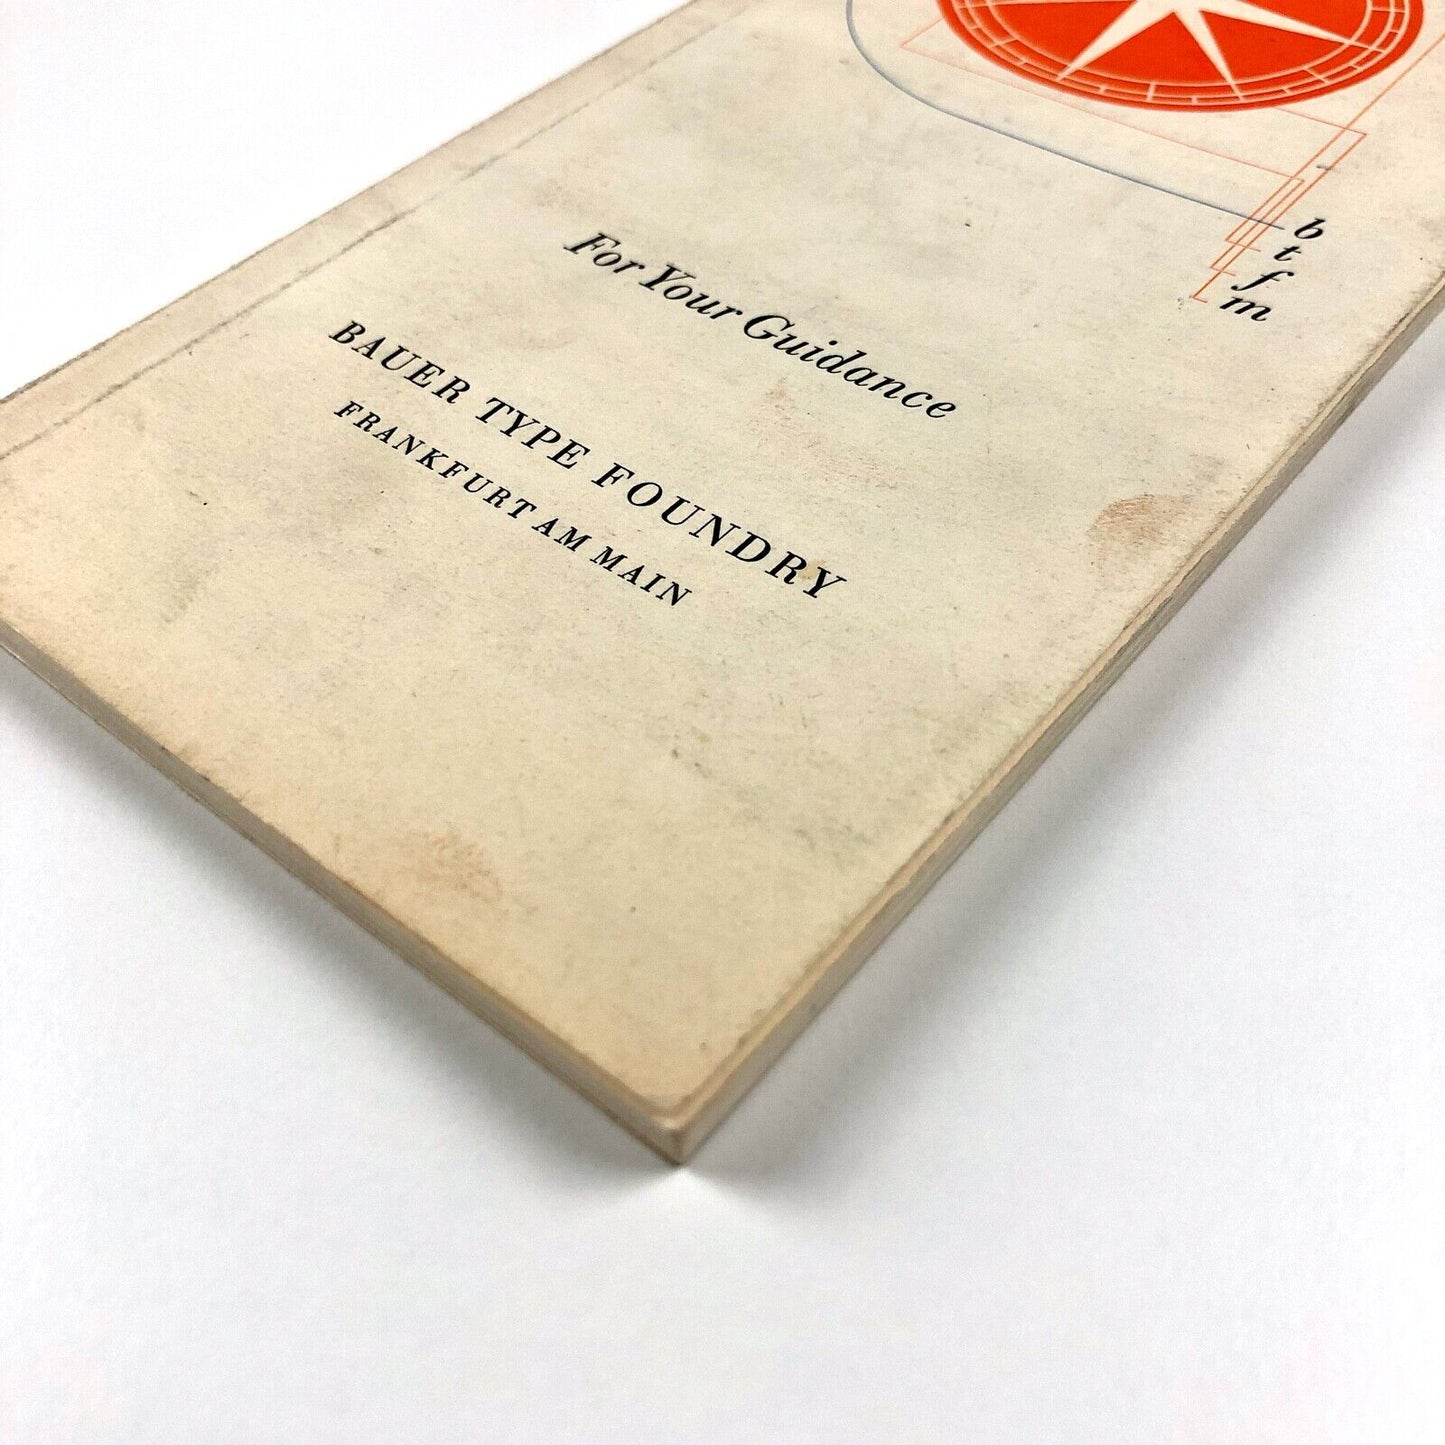 b
t
f
m
For Your Guidance
BAUER TYPE FOUNDRY
FRANKFURT AM MAIN